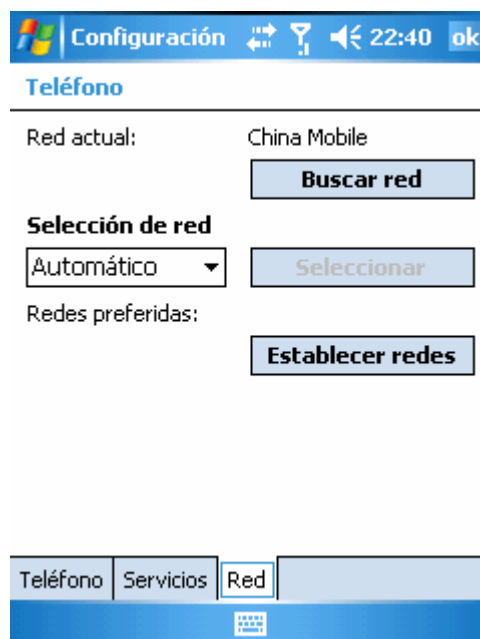 Configuración 22:40 ok
Teléfono
Red actual: China Mobile
Buscar red
Selección de red
Automático Seleccionar
Redes preferidas:
Establecer redes
Teléfono Servicios Red